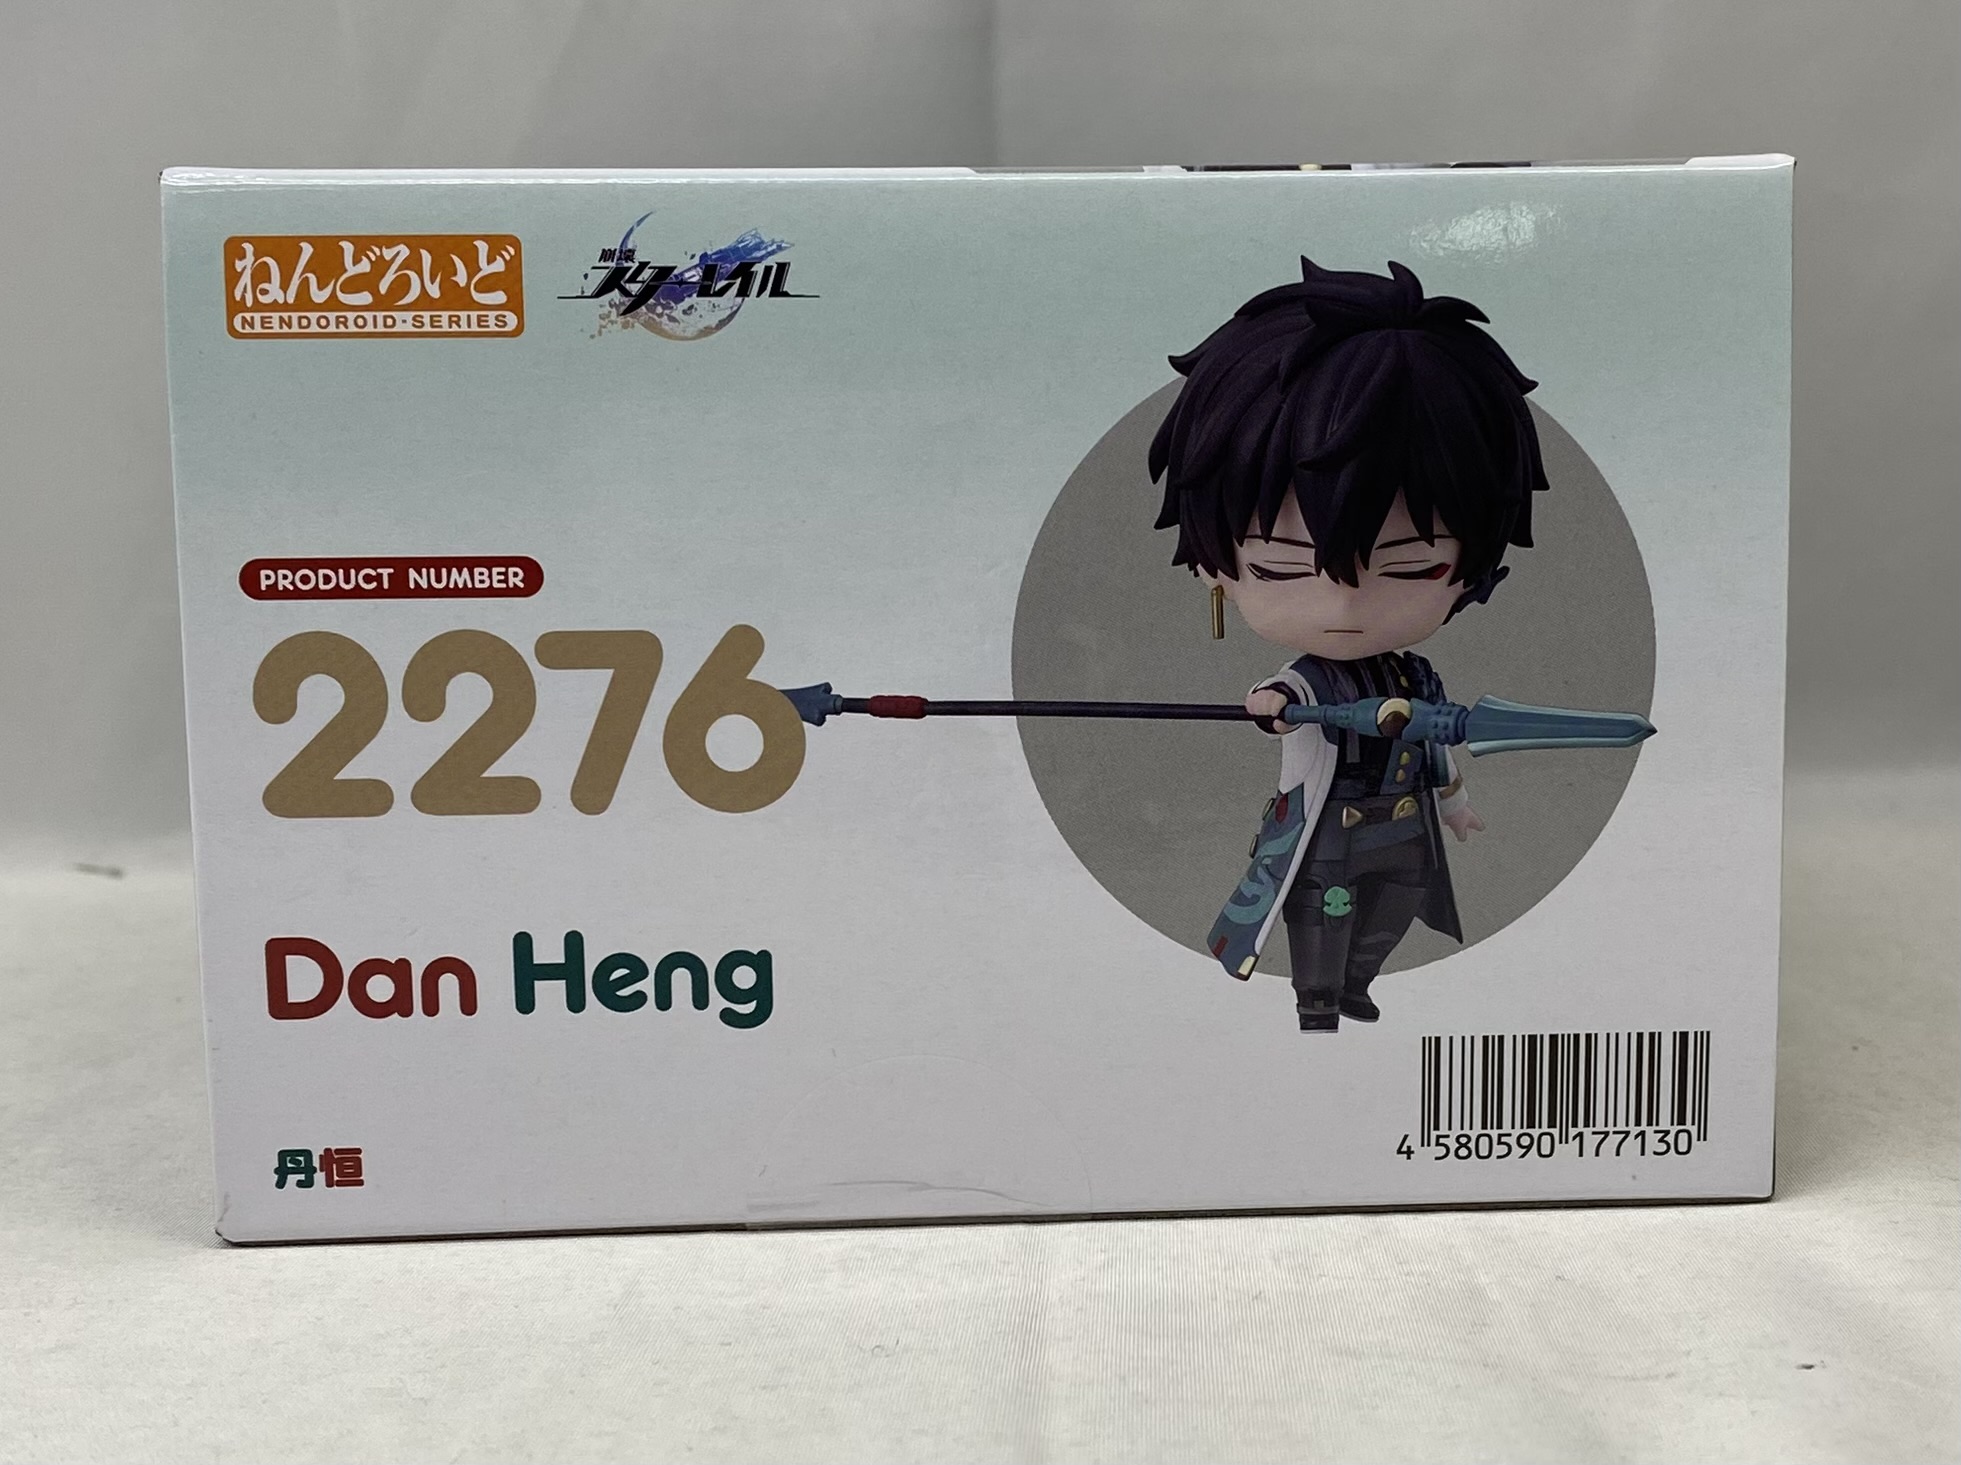 ねんどろいど
NENDOROID-SERIES
崩壊
スターレイル
PRODUCT NUMBER
2276
Dan Heng
丹恒
4 580590 177130